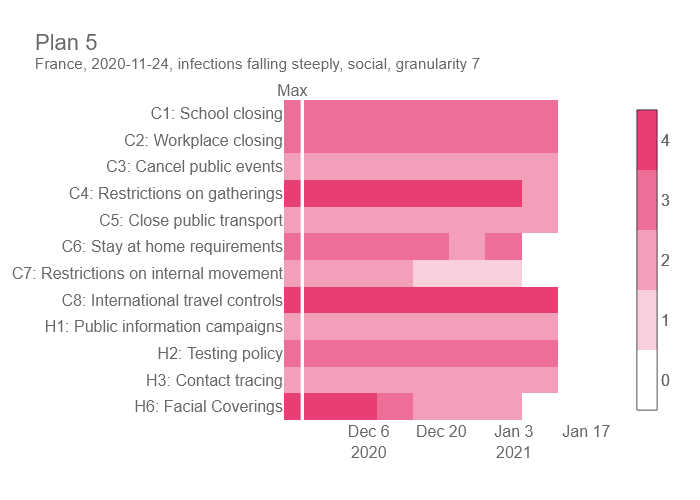 Plan 5
France, 2020-11-24, infections falling steeply, social, granularity 7
Max
C1: School closing
C2: Workplace closing
C3: Cancel public events
C4: Restrictions on gatherings
C5: Close public transport
C6: Stay at home requirements
C7: Restrictions on internal movement
C8: International travel controls
H1: Public information campaigns
H2: Testing policy
H3: Contact tracing
H6: Facial Coverings
Dec 6 Dec 20 Jan 3 Jan 17
2020 2021
4
3
2
1
0